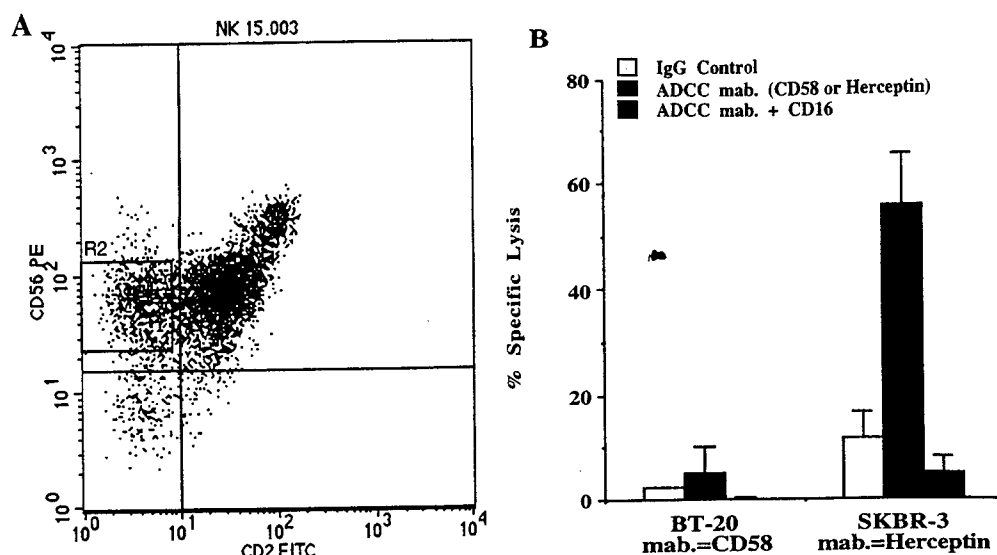 A
NK 15.003
10^4
10^3
10^2
10^1
10^0
CD56 PE
R2
10^0 10^1 10^2 10^3 10^4
CD2 FITC
B
IgG Control
ADCC mab. (CD58 or Herceptin)
ADCC mab. + CD16
80
60
40
20
0
% Specific Lysis
BT-20 SKBR-3
mab.=CD58 mab.=Herceptin